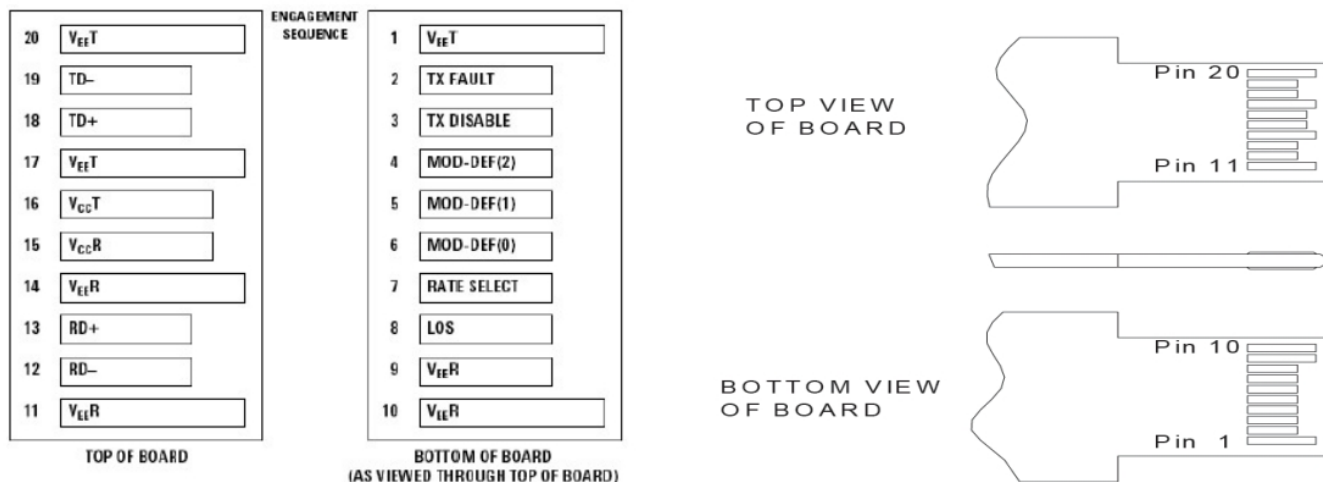 ENGAGEMENT
SEQUENCE
20 VEET
19 TD–
18 TD+
17 VEET
16 VCCT
15 VCCR
14 VEER
13 RD+
12 RD–
11 VEER
TOP OF BOARD
1 VEET
2 TX FAULT
3 TX DISABLE
4 MOD-DEF(2)
5 MOD-DEF(1)
6 MOD-DEF(0)
7 RATE SELECT
8 LOS
9 VEER
10 VEER
BOTTOM OF BOARD
(AS VIEWED THROUGH TOP OF BOARD)
TOP VIEW
OF BOARD
Pin 20
Pin 11
BOTTOM VIEW
OF BOARD
Pin 10
Pin 1